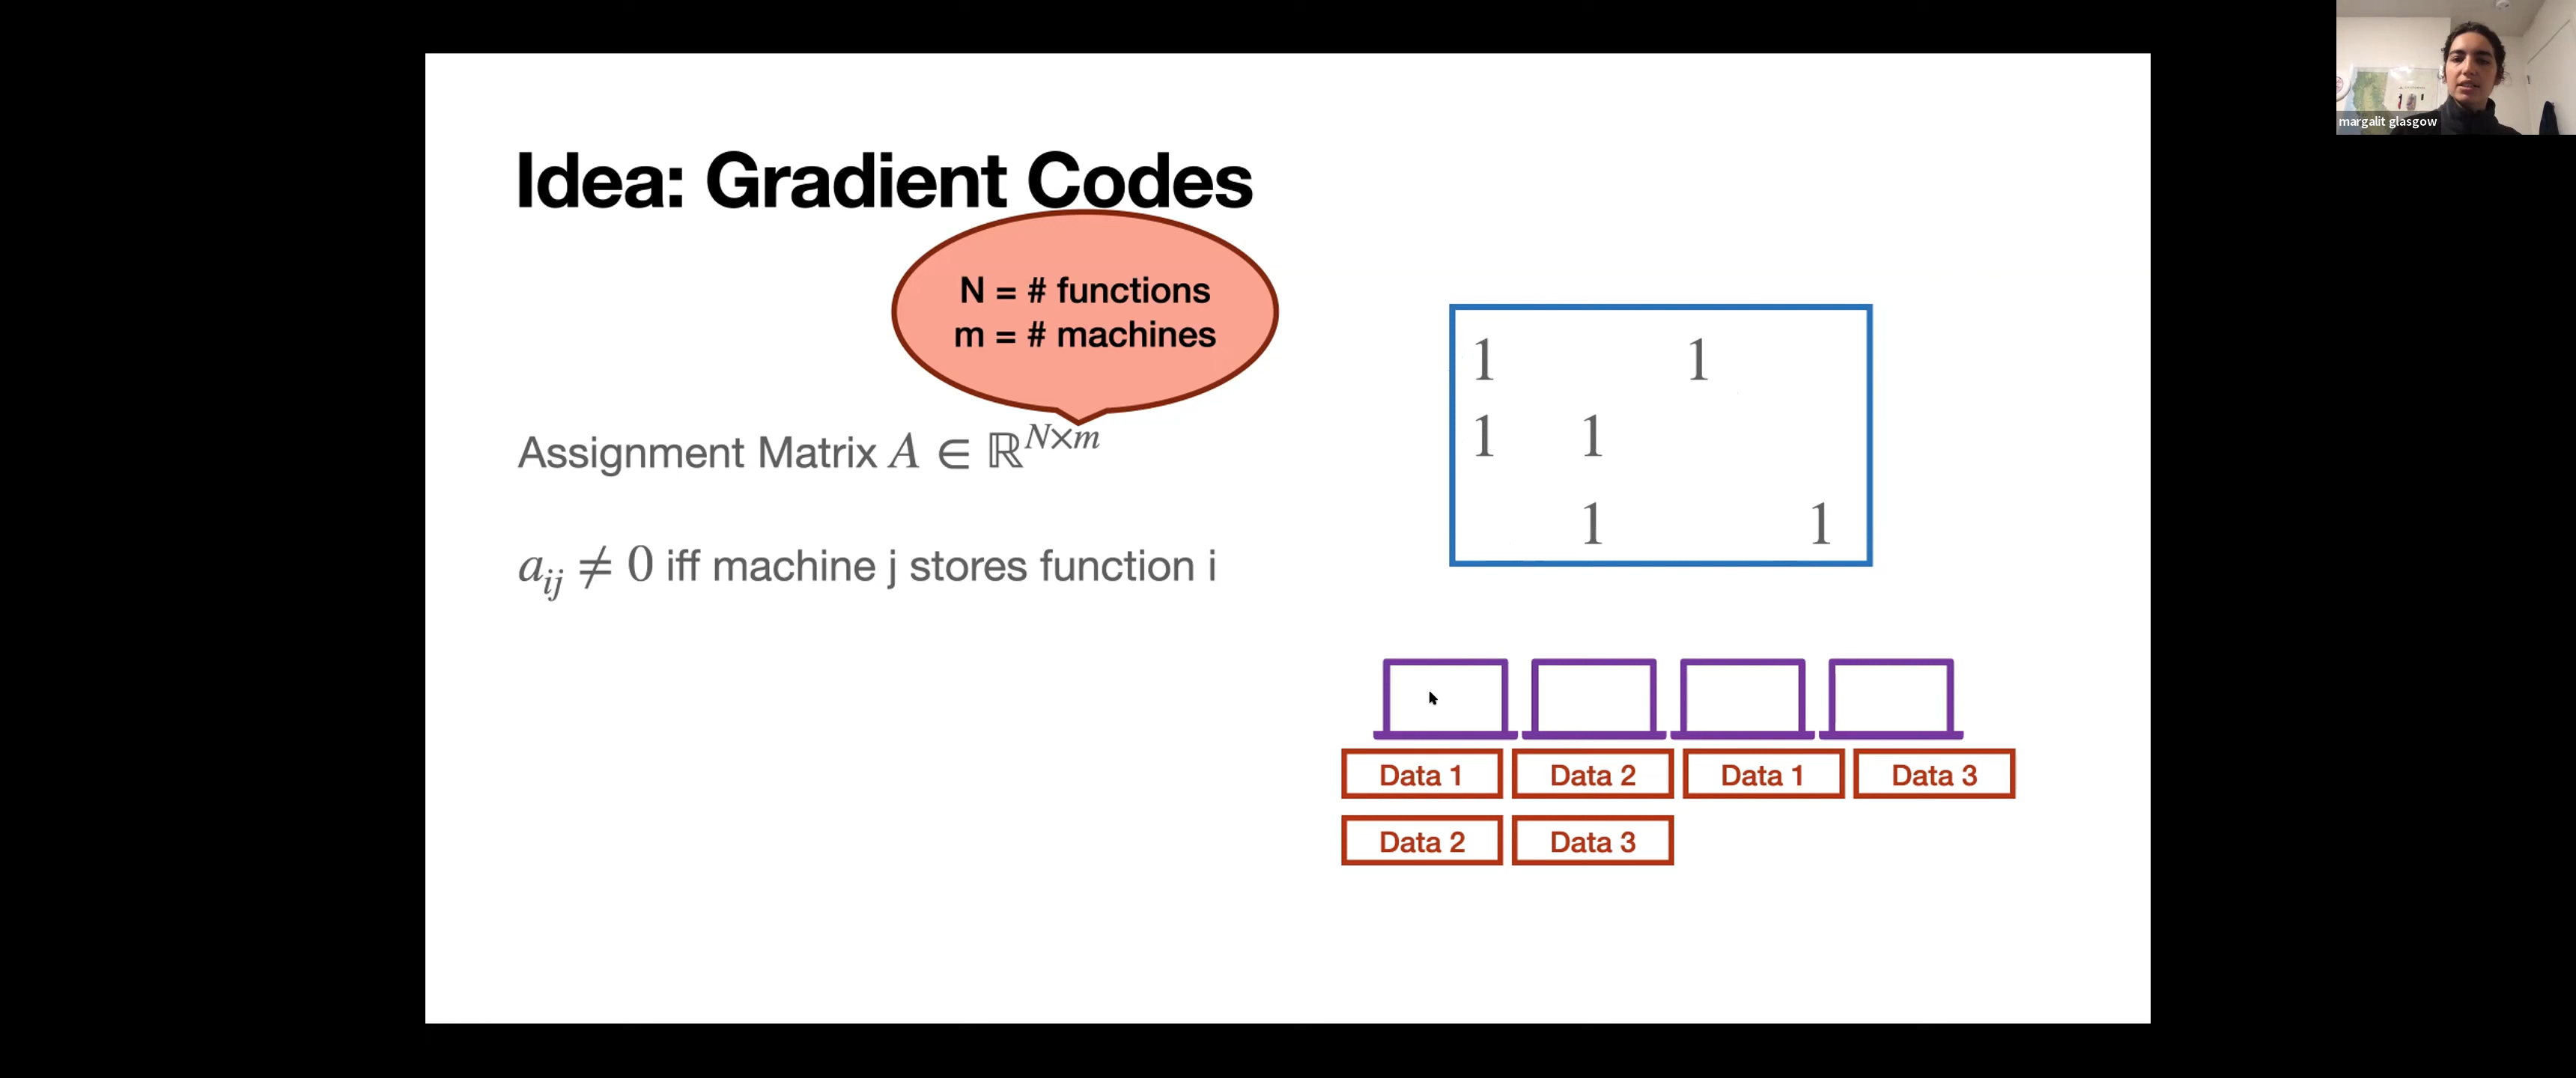 Idea: Gradient Codes
N = # functions
m = # machines
Assignment Matrix A ∈ ℝ^{N×m}
a_{ij} ≠ 0 iff machine j stores function i
1 1
1 1
1 1
Data 1 Data 2 Data 1 Data 3
Data 2 Data 3
margalit glasgow